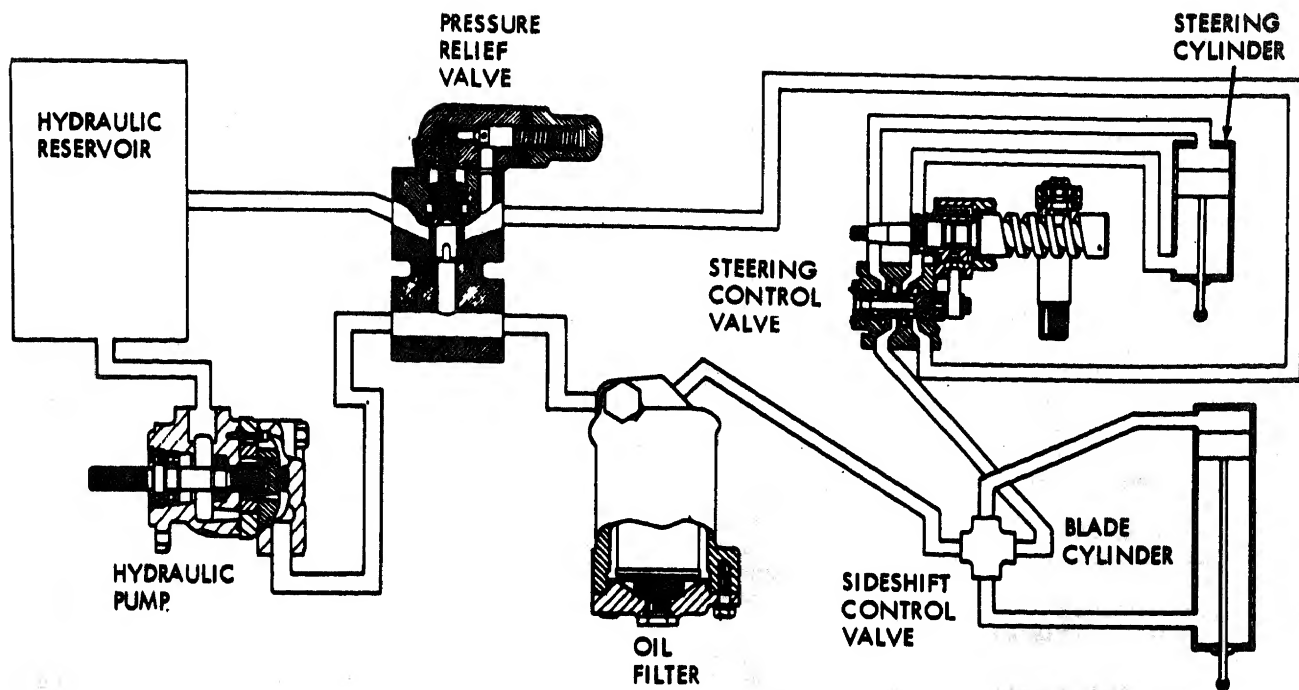 PRESSURE
RELIEF
VALVE
STEERING
CYLINDER
HYDRAULIC
RESERVOIR
STEERING
CONTROL
VALVE
HYDRAULIC
PUMP.
BLADE
CYLINDER
SIDESHIFT
CONTROL
VALVE
OIL
FILTER